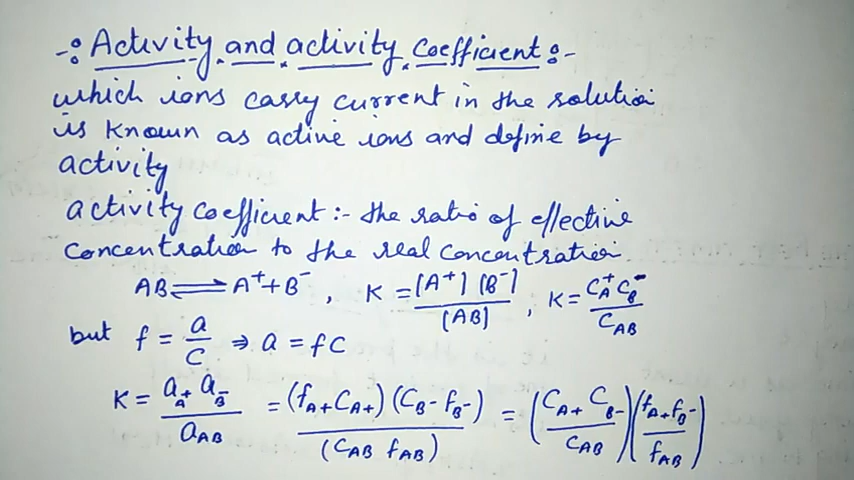 -: Activity and activity coefficient :-
which ions carry current in the solution
is known as active ions and define by
activity
activity coefficient :- the ratio of effective
concentration to the real concentration
AB ⇌ A⁺ + B⁻ , K = [A⁺] [B⁻] / [AB] , K = C_A⁺ C_B⁻ / C_AB
but f = a/C ⇒ a = fC
K = a_A⁺ a_B⁻ / a_AB = (f_A+ C_A+) (C_B- f_B-) / (C_AB f_AB) = (C_A+ C_B- / C_AB) (f_A+ f_B- / f_AB)